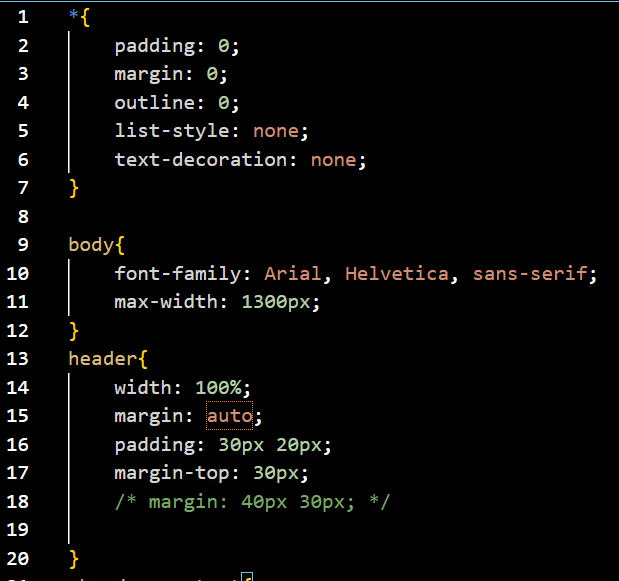 1 *{
2 padding: 0;
3 margin: 0;
4 outline: 0;
5 list-style: none;
6 text-decoration: none;
7 }
8
9 body{
10 font-family: Arial, Helvetica, sans-serif;
11 max-width: 1300px;
12 }
13 header{
14 width: 100%;
15 margin: auto;
16 padding: 30px 20px;
17 margin-top: 30px;
18 /* margin: 40px 30px; */
19
20 }